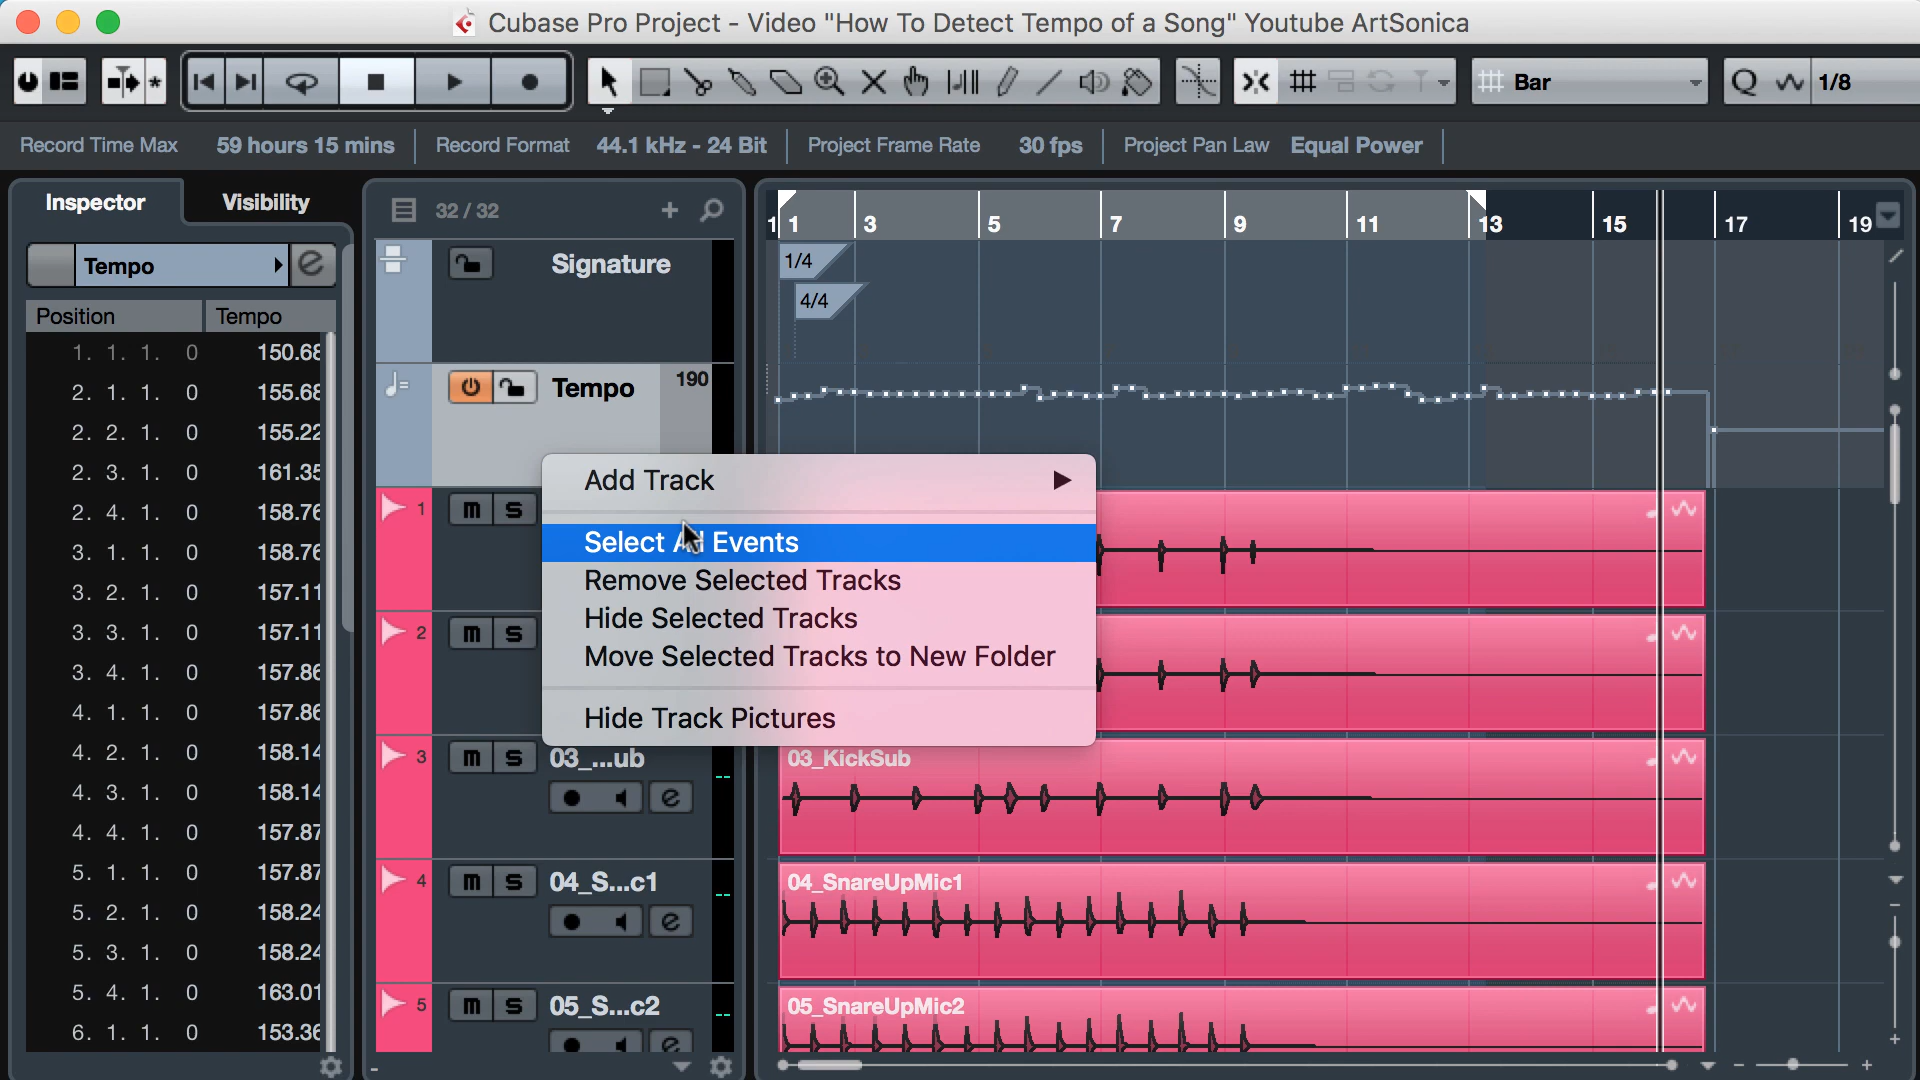 Cubase Pro Project - Video "How To Detect Tempo of a Song" Youtube ArtSonica
Bar
Q
1/8
Record Time Max 59 hours 15 mins Record Format 44.1 kHz - 24 Bit Project Frame Rate 30 fps Project Pan Law Equal Power
Inspector Visibility
Tempo
e
Position Tempo
1. 1. 1. 0 150.68
2. 1. 1. 0 155.68
2. 2. 1. 0 155.22
2. 3. 1. 0 161.35
2. 4. 1. 0 158.76
3. 1. 1. 0 158.76
3. 2. 1. 0 157.11
3. 3. 1. 0 157.11
3. 4. 1. 0 157.86
4. 1. 1. 0 157.86
4. 2. 1. 0 158.14
4. 3. 1. 0 158.14
4. 4. 1. 0 157.87
5. 1. 1. 0 157.87
5. 2. 1. 0 158.24
5. 3. 1. 0 158.24
5. 4. 1. 0 163.01
6. 1. 1. 0 153.36
32 / 32
1 1 3 5 7 9 11 13 15 17 19
Signature
1/4
4/4
Tempo
190
Add Track
Select All Events
Remove Selected Tracks
Hide Selected Tracks
Move Selected Tracks to New Folder
Hide Track Pictures
1 m s
2 m s
3 m s 03_...ub
e
03_KickSub
4 m s 04_S...c1
e
04_SnareUpMic1
5 m s 05_S...c2
e
05_SnareUpMic2